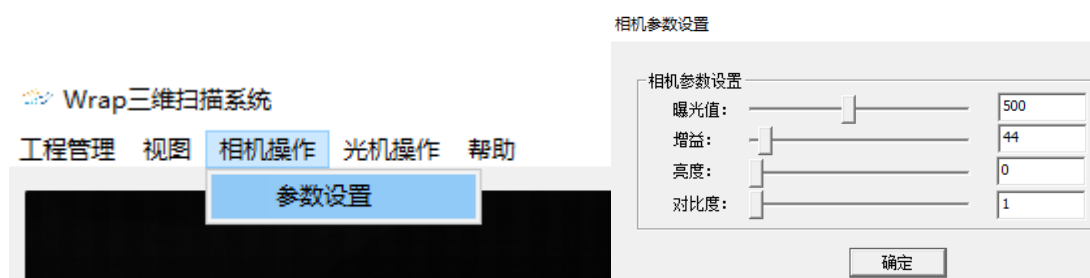 Wrap三维扫描系统
工程管理 视图 相机操作 光机操作 帮助
参数设置
相机参数设置
相机参数设置
曝光值： 500
增益： 44
亮度： 0
对比度： 1
确定